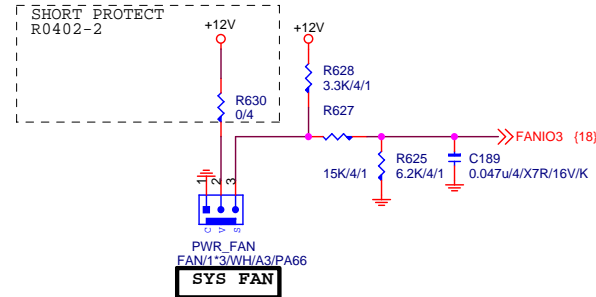 SHORT PROTECT
R0402-2
+12V
+12V
R628
3.3K/4/1
R630
0/4
R627
FANIO3 {18}
R625
15K/4/1
6.2K/4/1
C189
0.047u/4/X7R/16V/K
1
2
3
C
V
S
PWR_FAN
FAN/1*3/WH/A3/PA66
SYS FAN